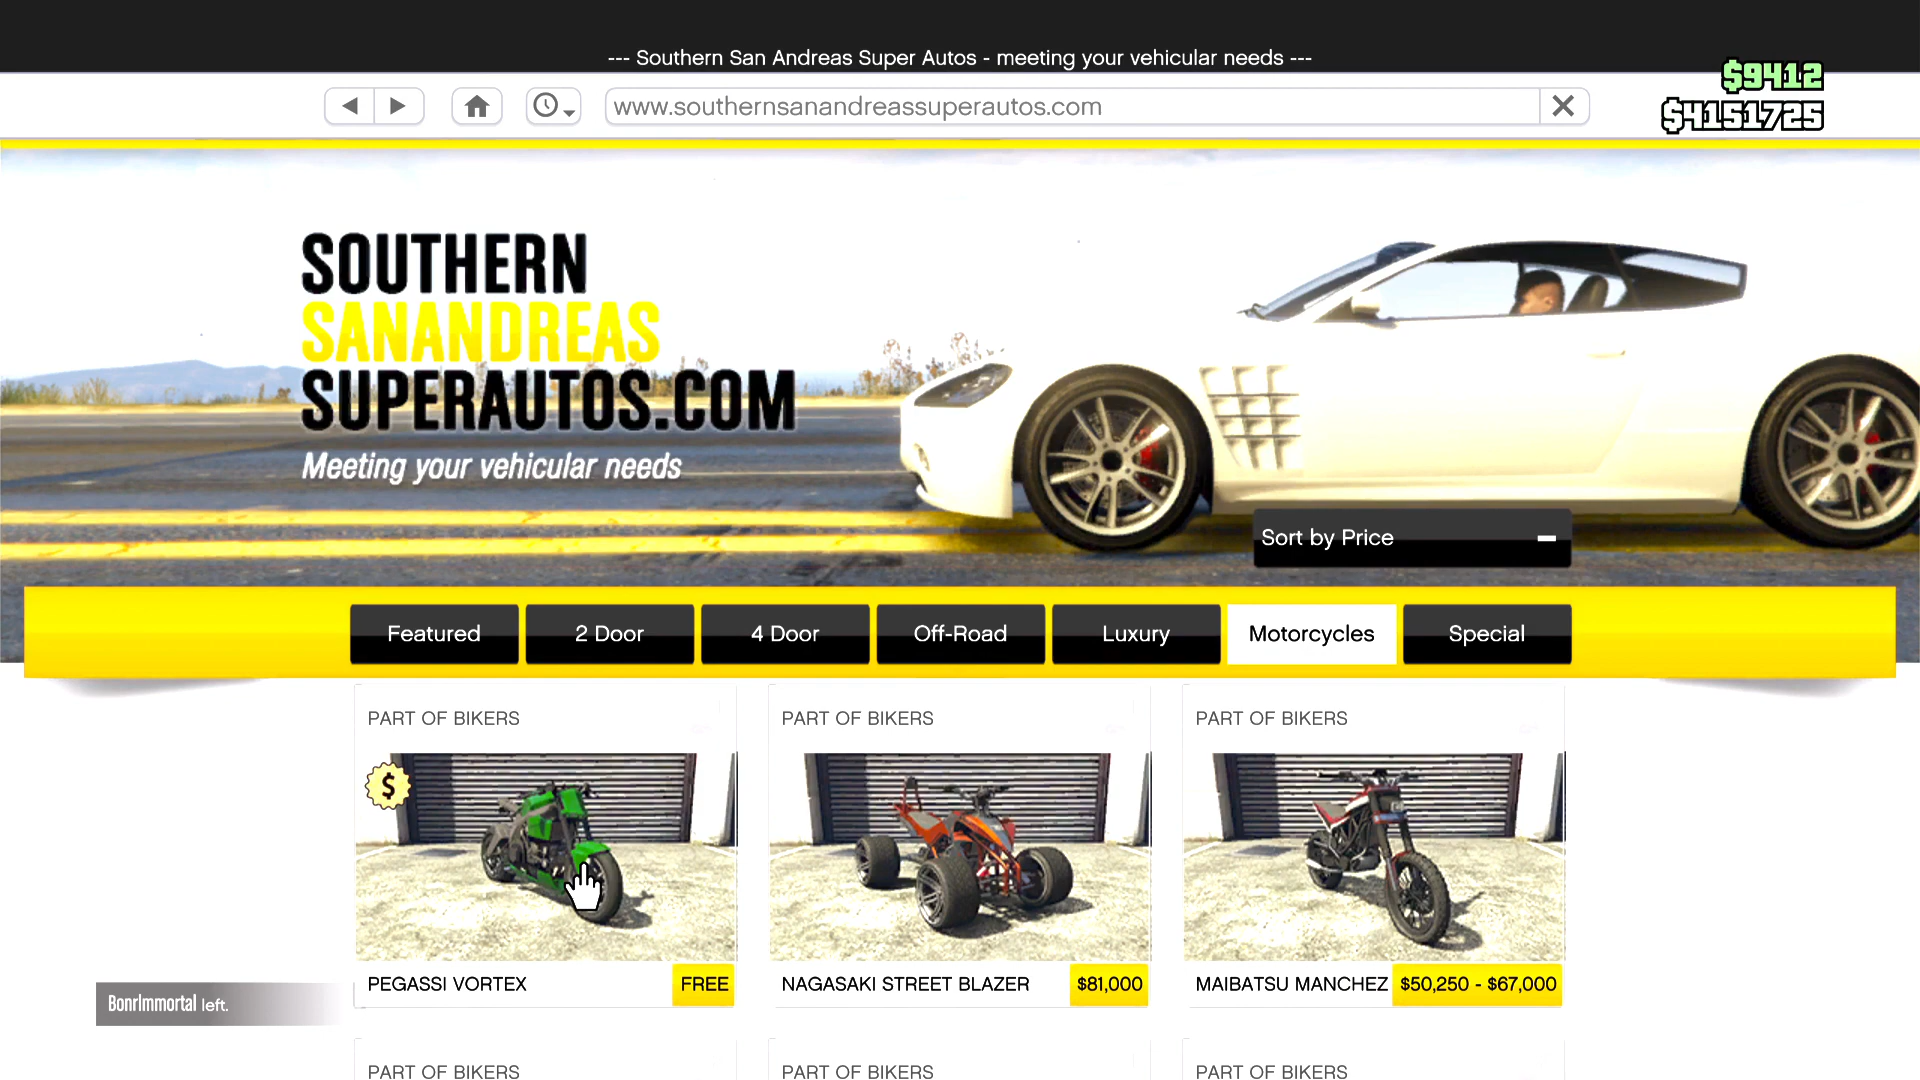 --- Southern San Andreas Super Autos - meeting your vehicular needs ---
$9412
www.southernsanandreassuperautos.com
$4151725
SOUTHERN
SANANDREAS
SUPERAUTOS.COM
Meeting your vehicular needs
Sort by Price
Featured 2 Door 4 Door Off-Road Luxury Motorcycles Special
PART OF BIKERS PART OF BIKERS PART OF BIKERS
$
PEGASSI VORTEX FREE NAGASAKI STREET BLAZER $81,000 MAIBATSU MANCHEZ $50,250 - $67,000
BonrImmortal left.
PART OF BIKERS PART OF BIKERS PART OF BIKERS